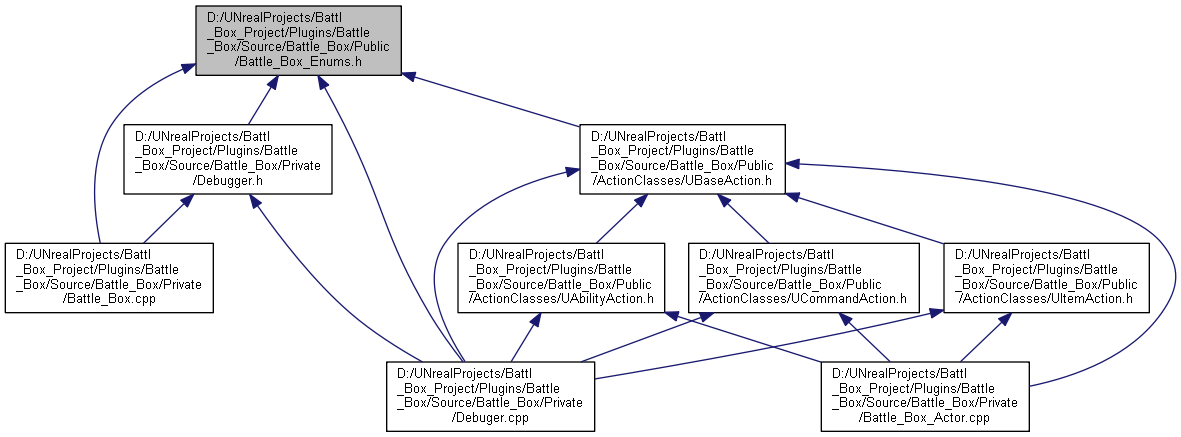 D:/UNrealProjects/Battl
_Box_Project/Plugins/Battle
_Box/Source/Battle_Box/Public
/Battle_Box_Enums.h
D:/UNrealProjects/Battl
_Box_Project/Plugins/Battle
_Box/Source/Battle_Box/Private
/Debugger.h
D:/UNrealProjects/Battl
_Box_Project/Plugins/Battle
_Box/Source/Battle_Box/Public
/ActionClasses/UBaseAction.h
D:/UNrealProjects/Battl
_Box_Project/Plugins/Battle
_Box/Source/Battle_Box/Private
/Battle_Box.cpp
D:/UNrealProjects/Battl
_Box_Project/Plugins/Battle
_Box/Source/Battle_Box/Public
/ActionClasses/UAbilityAction.h
D:/UNrealProjects/Battl
_Box_Project/Plugins/Battle
_Box/Source/Battle_Box/Public
/ActionClasses/UCommandAction.h
D:/UNrealProjects/Battl
_Box_Project/Plugins/Battle
_Box/Source/Battle_Box/Public
/ActionClasses/UItemAction.h
D:/UNrealProjects/Battl
_Box_Project/Plugins/Battle
_Box/Source/Battle_Box/Private
/Debuger.cpp
D:/UNrealProjects/Battl
_Box_Project/Plugins/Battle
_Box/Source/Battle_Box/Private
/Battle_Box_Actor.cpp